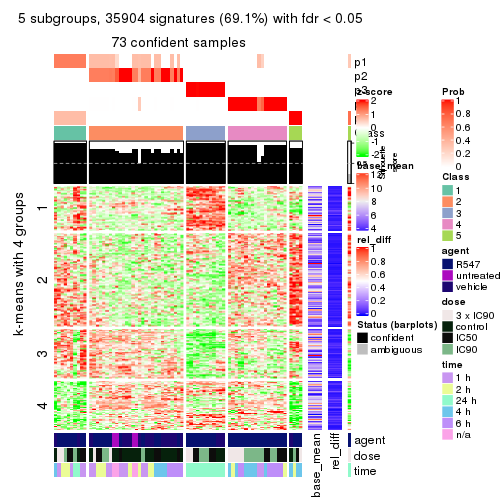 5 subgroups, 35904 signatures (69.1%) with fdr < 0.05
73 confident samples
p1
p2
z-score
2
1
-2
base_mean
12
10
8
6
4
rel_diff
1
0.8
0.6
0.4
0.2
0
Status (barplots)
confident
ambiguous
Prob
1
0.8
0.6
0.4
0.2
0
Class
1
2
3
4
5
agent
R547
untreated
vehicle
dose
3 x IC90
control
IC50
IC90
time
1 h
2 h
24 h
4 h
6 h
n/a
k-means with 4 groups
1
2
3
4
agent
dose
time
base_mean
rel_diff